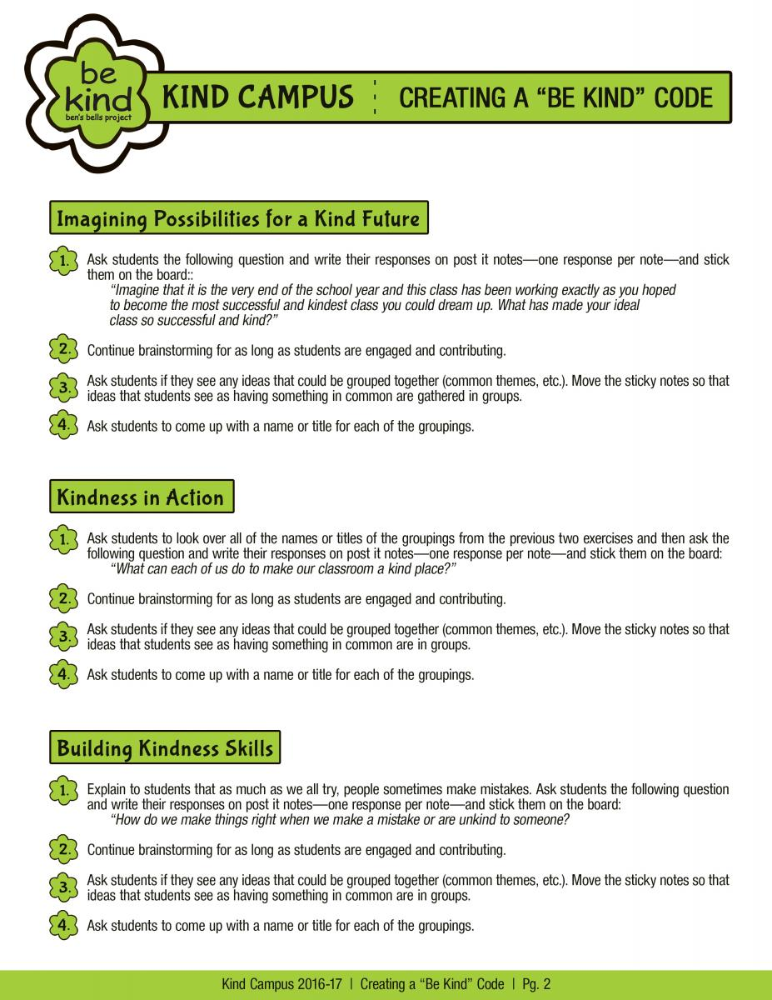 be
kind
ben's bells project
KIND CAMPUS
CREATING A “BE KIND” CODE
Imagining Possibilities for a Kind Future
1. Ask students the following question and write their responses on post it notes—one response per note—and stick
them on the board::
“Imagine that it is the very end of the school year and this class has been working exactly as you hoped
to become the most successful and kindest class you could dream up. What has made your ideal
class so successful and kind?”
2. Continue brainstorming for as long as students are engaged and contributing.
3. Ask students if they see any ideas that could be grouped together (common themes, etc.). Move the sticky notes so that
ideas that students see as having something in common are gathered in groups.
4. Ask students to come up with a name or title for each of the groupings.
Kindness in Action
1. Ask students to look over all of the names or titles of the groupings from the previous two exercises and then ask the
following question and write their responses on post it notes—one response per note—and stick them on the board:
“What can each of us do to make our classroom a kind place?”
2. Continue brainstorming for as long as students are engaged and contributing.
3. Ask students if they see any ideas that could be grouped together (common themes, etc.). Move the sticky notes so that
ideas that students see as having something in common are in groups.
4. Ask students to come up with a name or title for each of the groupings.
Building Kindness Skills
1. Explain to students that as much as we all try, people sometimes make mistakes. Ask students the following question
and write their responses on post it notes—one response per note—and stick them on the board:
“How do we make things right when we make a mistake or are unkind to someone?
2. Continue brainstorming for as long as students are engaged and contributing.
3. Ask students if they see any ideas that could be grouped together (common themes, etc.). Move the sticky notes so that
ideas that students see as having something in common are in groups.
4. Ask students to come up with a name or title for each of the groupings.
Kind Campus 2016-17 | Creating a “Be Kind” Code | Pg. 2